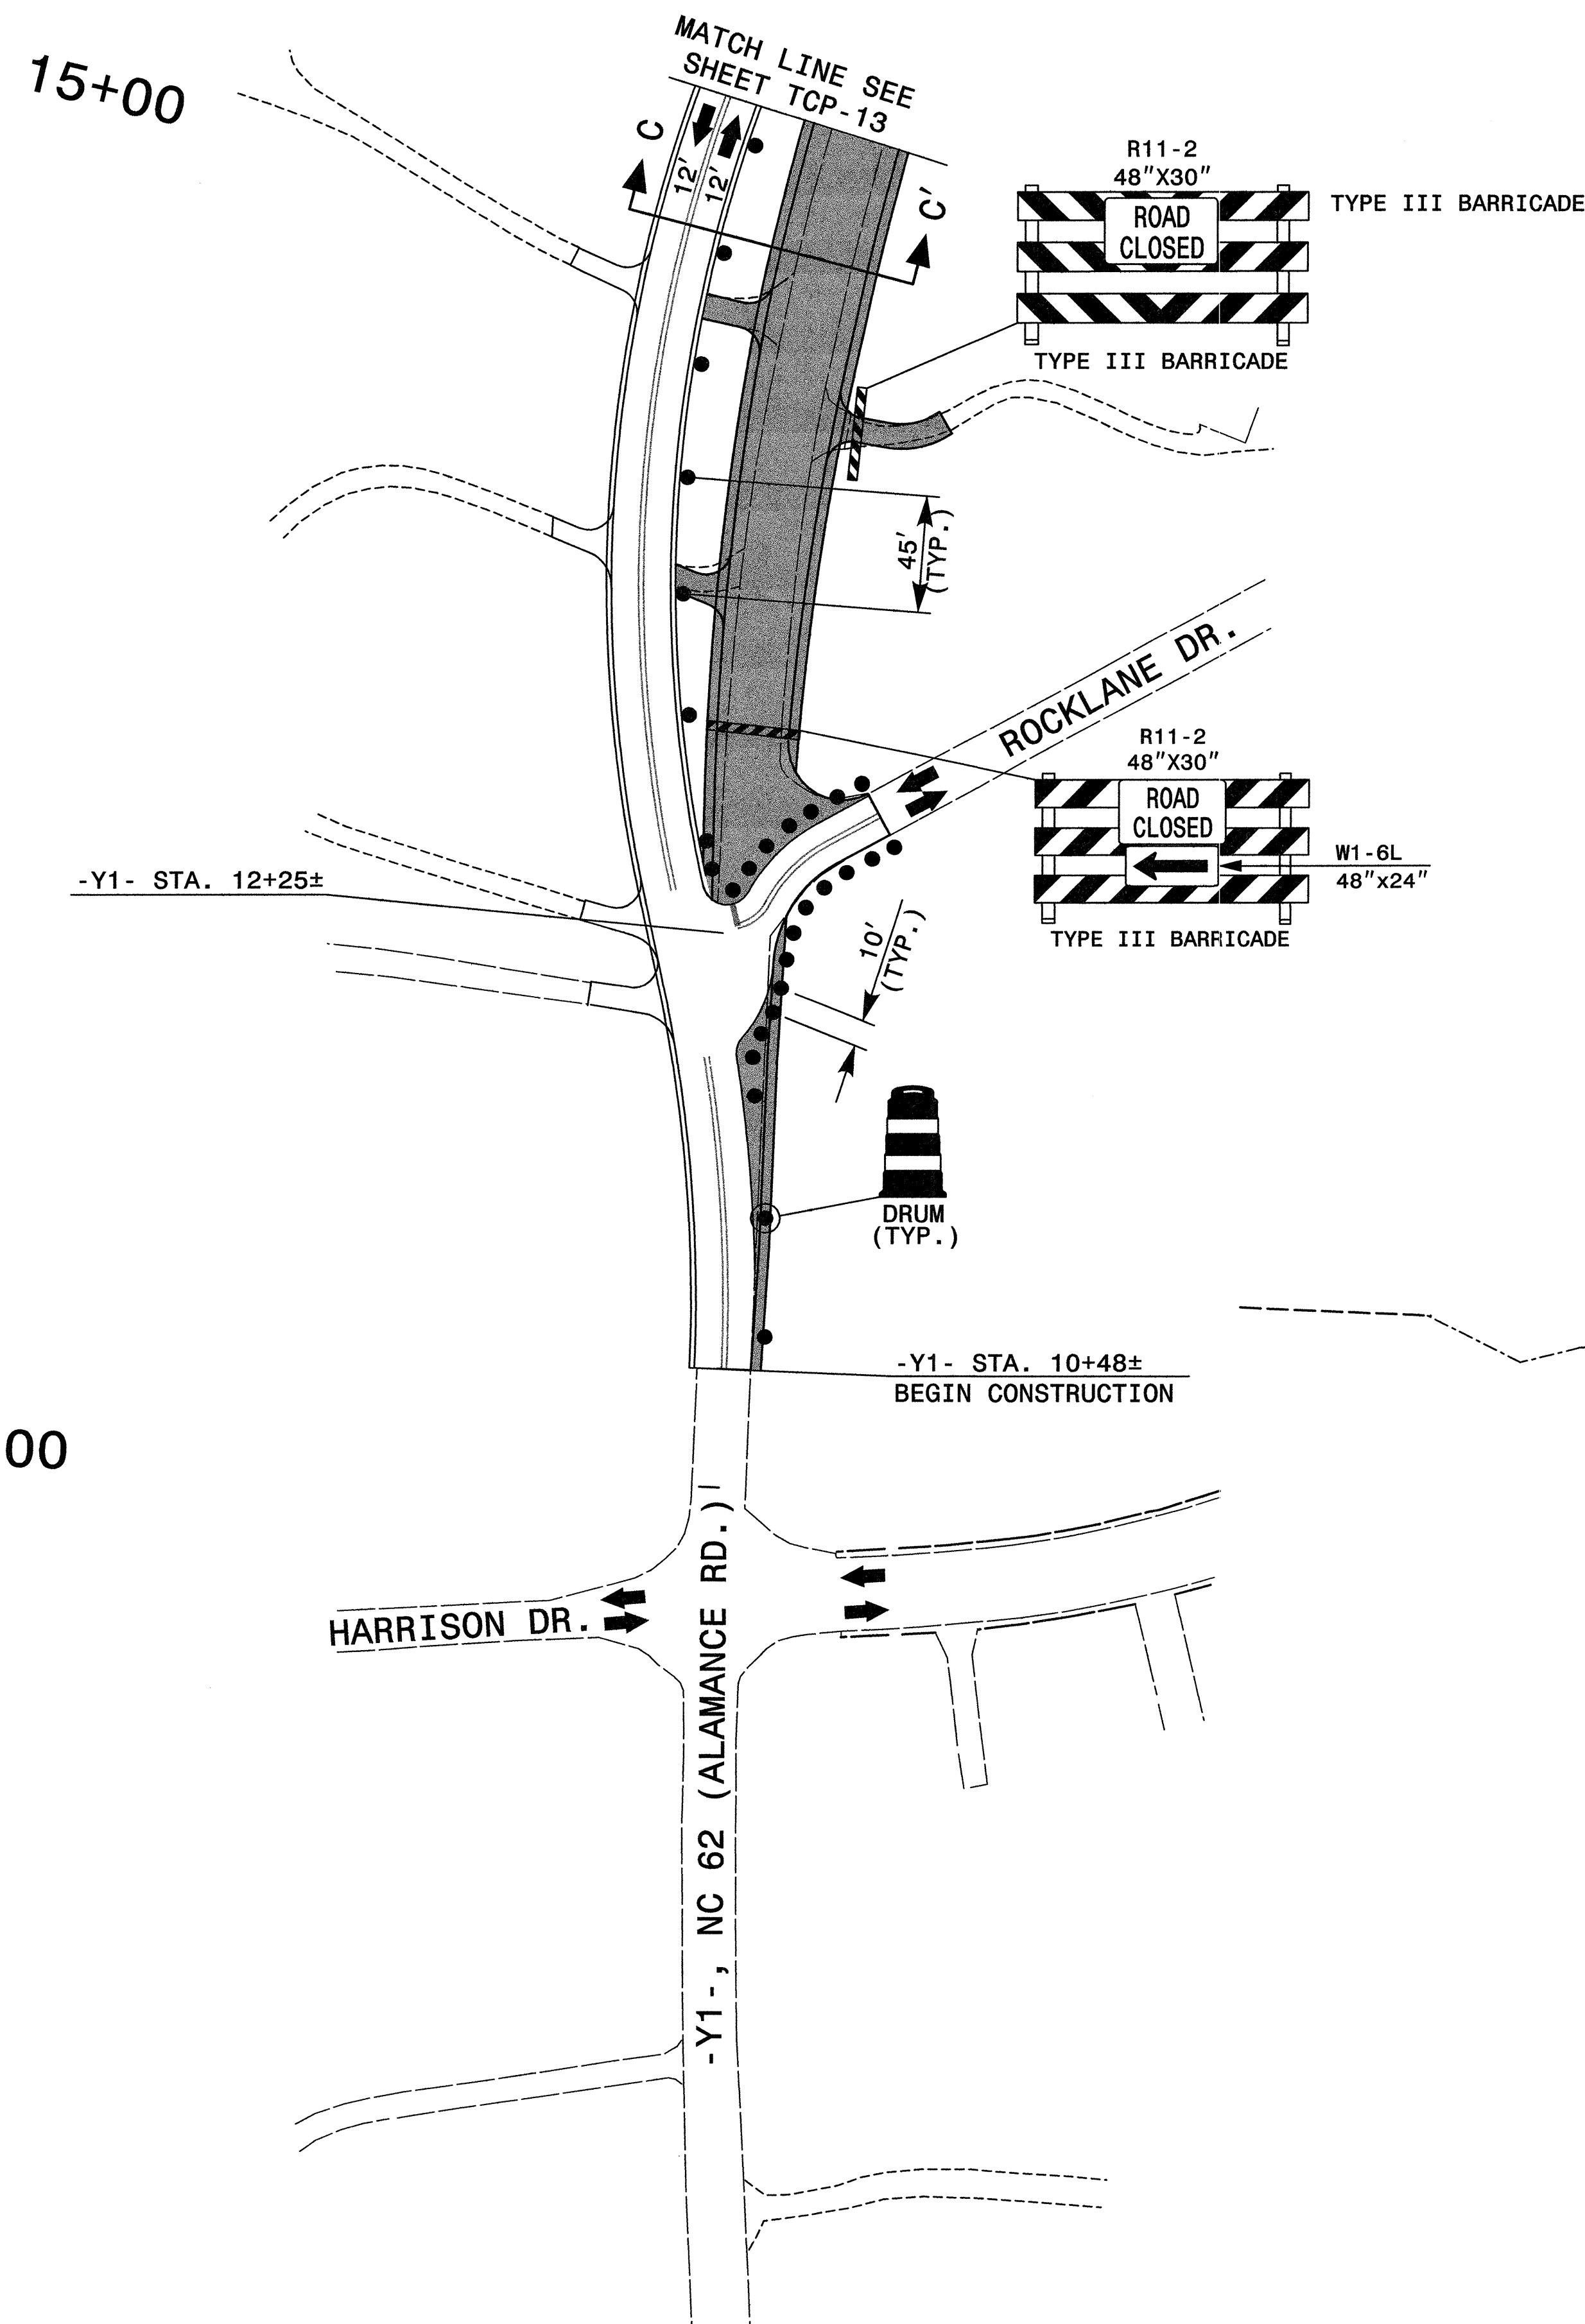 15+00
MATCH LINE SEE
SHEET TCP-13
C
C'
12'
12'
R11-2
48"X30"
ROAD
CLOSED
TYPE III BARRICADE
TYPE III BARRICADE
45'
(TYP.)
ROCKLANE DR.
R11-2
48"X30"
ROAD
CLOSED
W1-6L
48"x24"
TYPE III BARRICADE
-Y1- STA. 12+25±
10'
(TYP.)
DRUM
(TYP.)
-Y1- STA. 10+48±
BEGIN CONSTRUCTION
00
HARRISON DR.
-Y1-, NC 62 (ALAMANCE RD.)